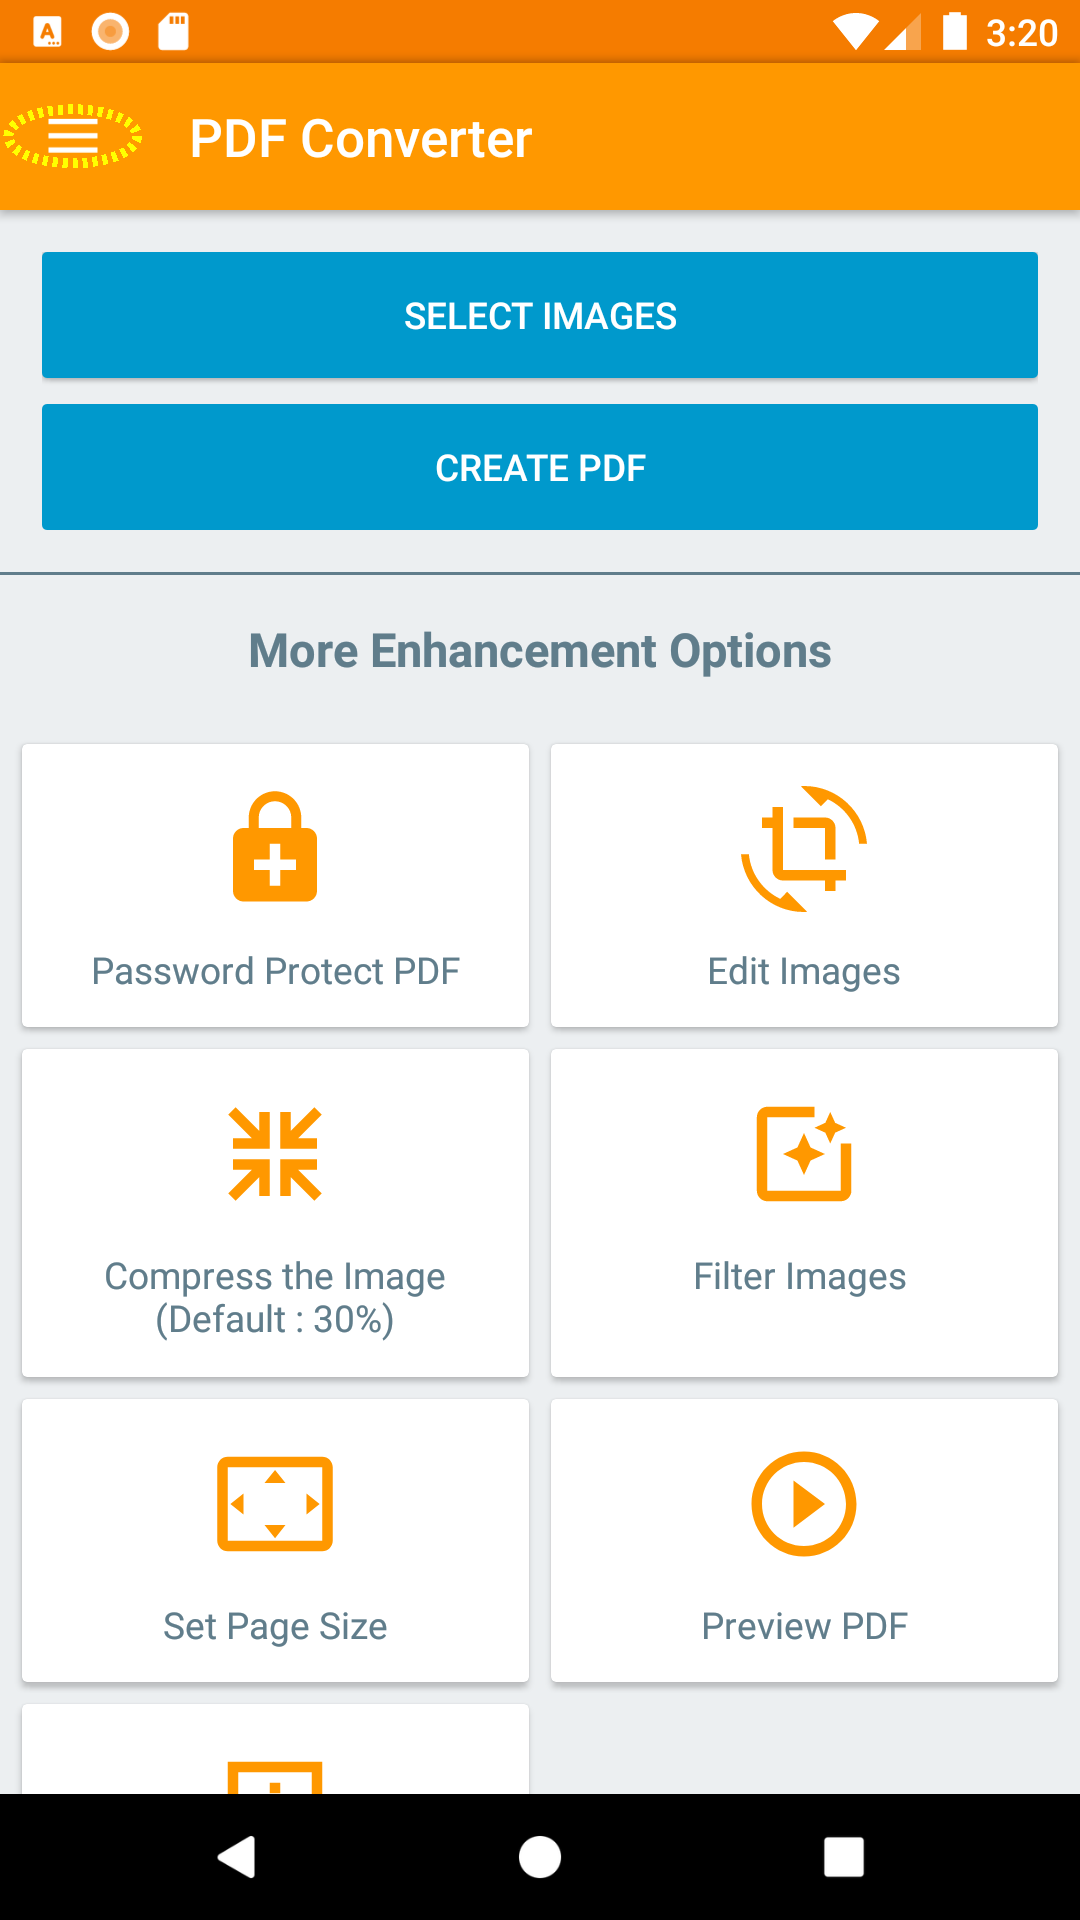 3:20
PDF Converter
SELECT IMAGES
CREATE PDF
More Enhancement Options
Password Protect PDF
Edit Images
Compress the Image
(Default : 30%)
Filter Images
Set Page Size
Preview PDF